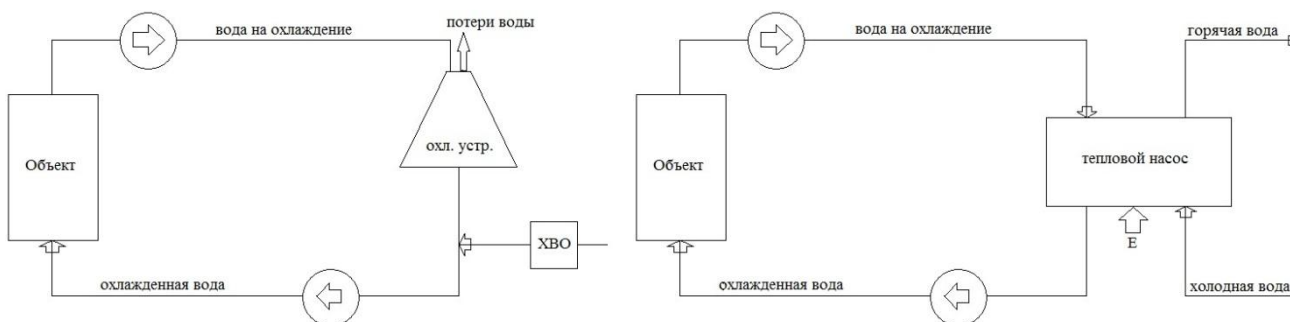 вода на охлаждение
потери воды
Объект
охл. устр.
ХВО
охлажденная вода
вода на охлаждение
горячая вода
Объект
тепловой насос
E
охлажденная вода
холодная вода